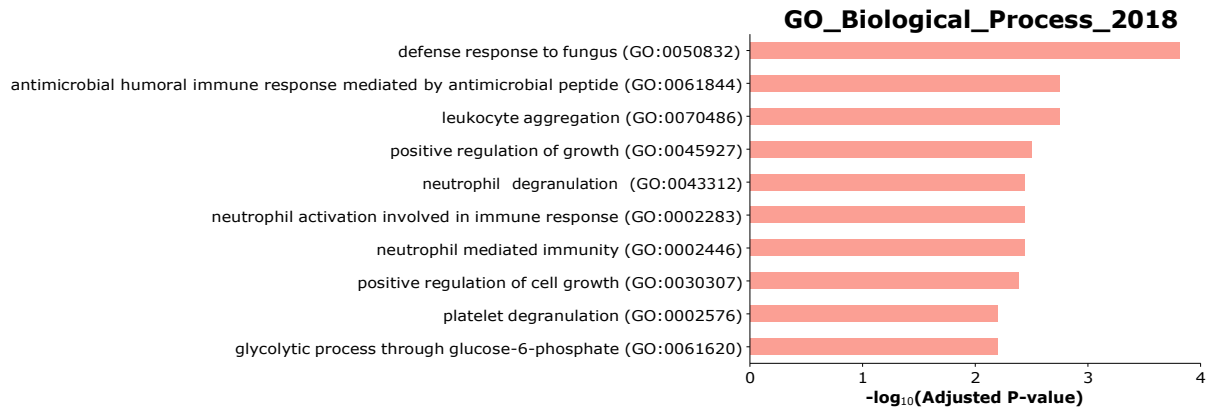 GO_Biological_Process_2018
defense response to fungus (GO:0050832)
antimicrobial humoral immune response mediated by antimicrobial peptide (GO:0061844)
leukocyte aggregation (GO:0070486)
positive regulation of growth (GO:0045927)
neutrophil degranulation (GO:0043312)
neutrophil activation involved in immune response (GO:0002283)
neutrophil mediated immunity (GO:0002446)
positive regulation of cell growth (GO:0030307)
platelet degranulation (GO:0002576)
glycolytic process through glucose-6-phosphate (GO:0061620)
0 1 2 3 4
-log₁₀(Adjusted P-value)